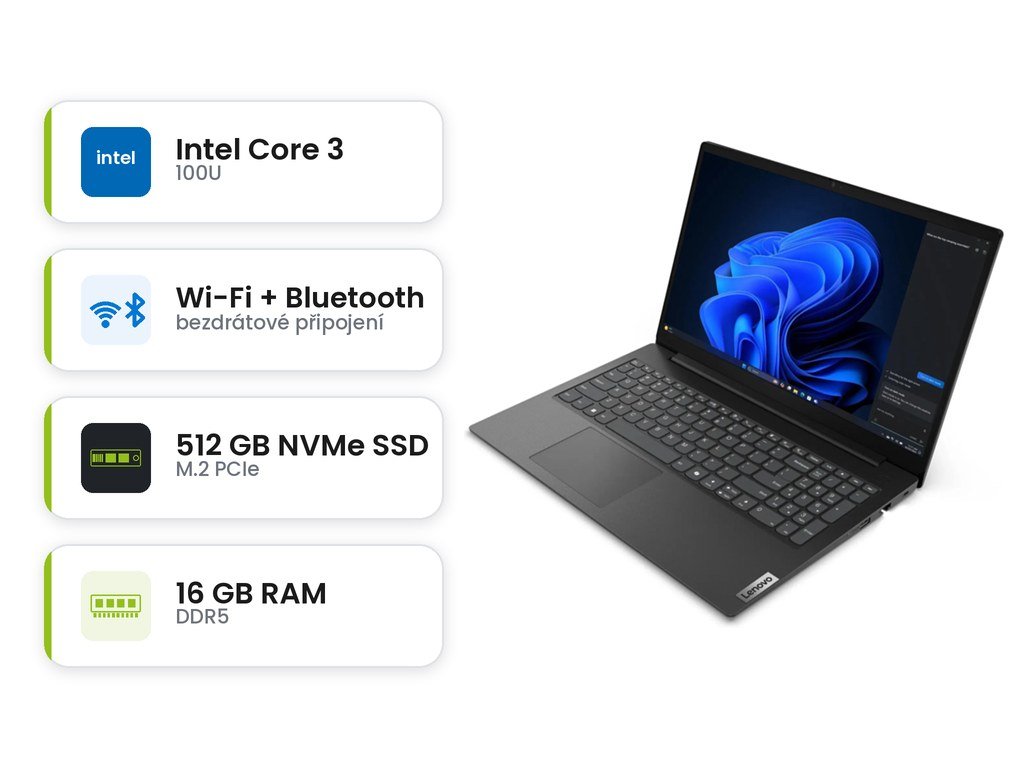 intel
Intel Core 3
100U
Wi-Fi + Bluetooth
bezdrátové připojení
512 GB NVMe SSD
M.2 PCIe
16 GB RAM
DDR5
Lenovo